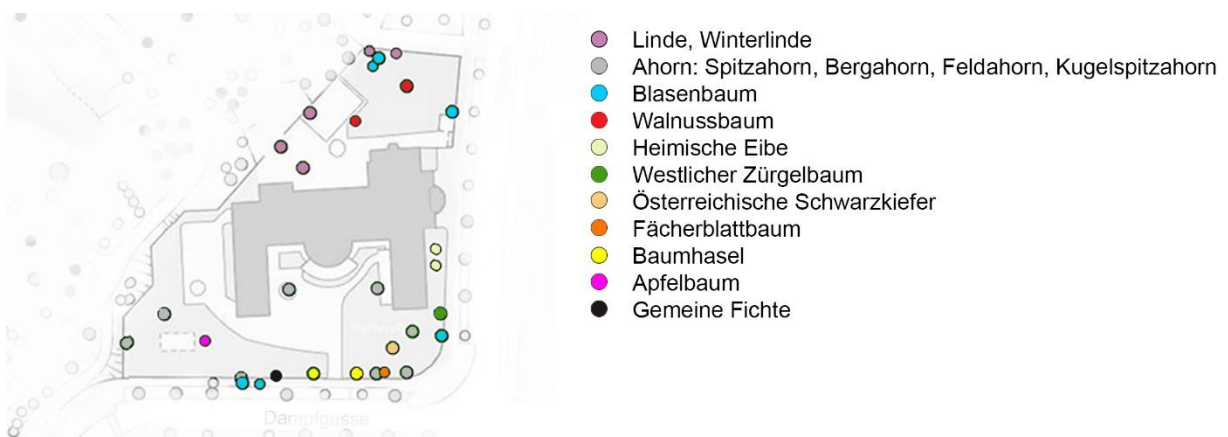 Linde, Winterlinde
Ahorn: Spitzahorn, Bergahorn, Feldahorn, Kugelspitzahorn
Blasenbaum
Walnussbaum
Heimische Eibe
Westlicher Zürgelbaum
Österreichische Schwarzkiefer
Fächerblattbaum
Baumhasel
Apfelbaum
Gemeine Fichte
Dampfgasse